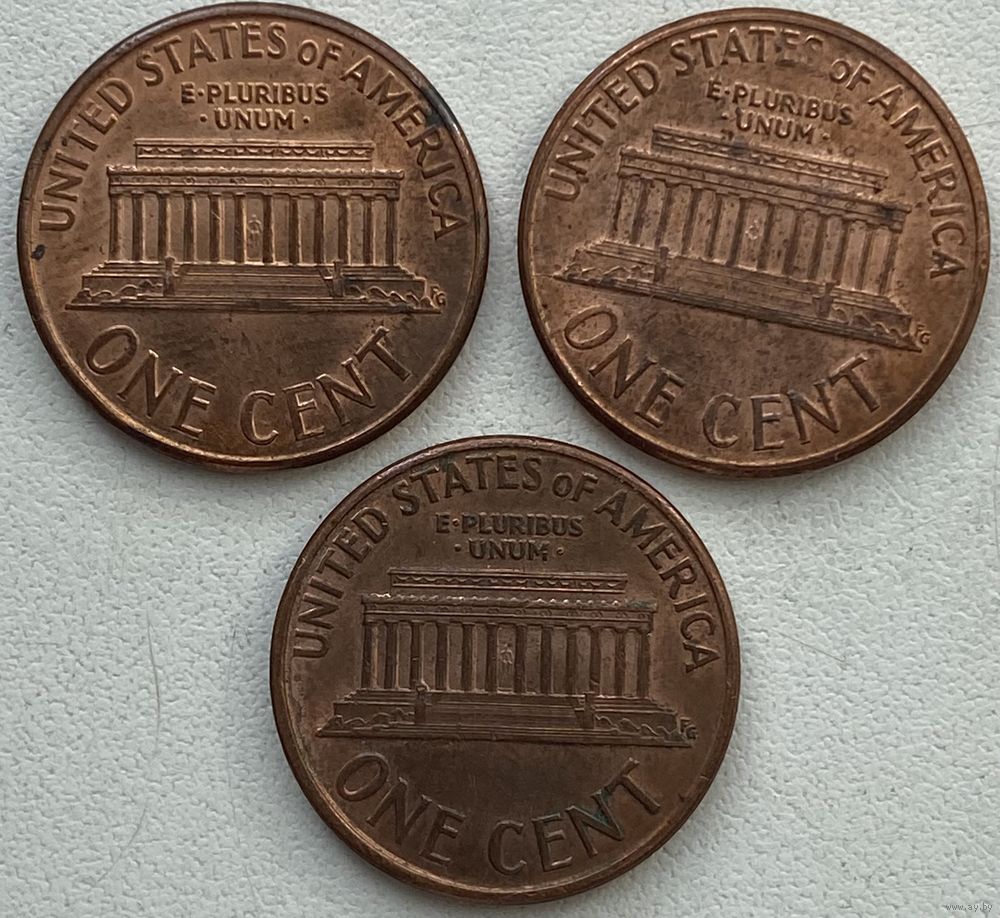 UNITED STATES OF AMERICA
E·PLURIBUS
·UNUM·
FG
ONE CENT
UNITED STATES OF AMERICA
E·PLURIBUS
·UNUM·
FG
ONE CENT
UNITED STATES OF AMERICA
E·PLURIBUS
·UNUM·
FG
ONE CENT
www.ay.by